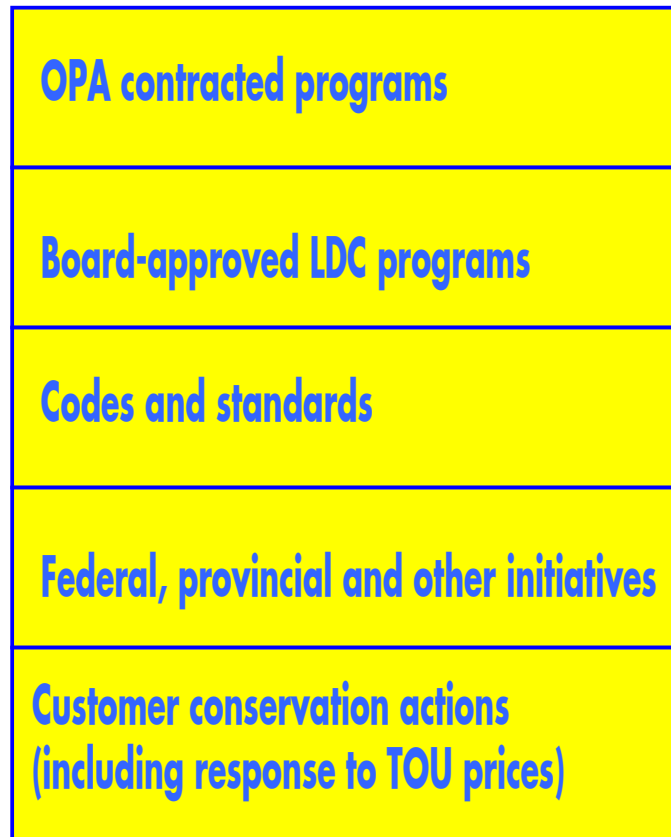 OPA contracted programs
Board-approved LDC programs
Codes and standards
Federal, provincial and other initiatives
Customer conservation actions
(including response to TOU prices)